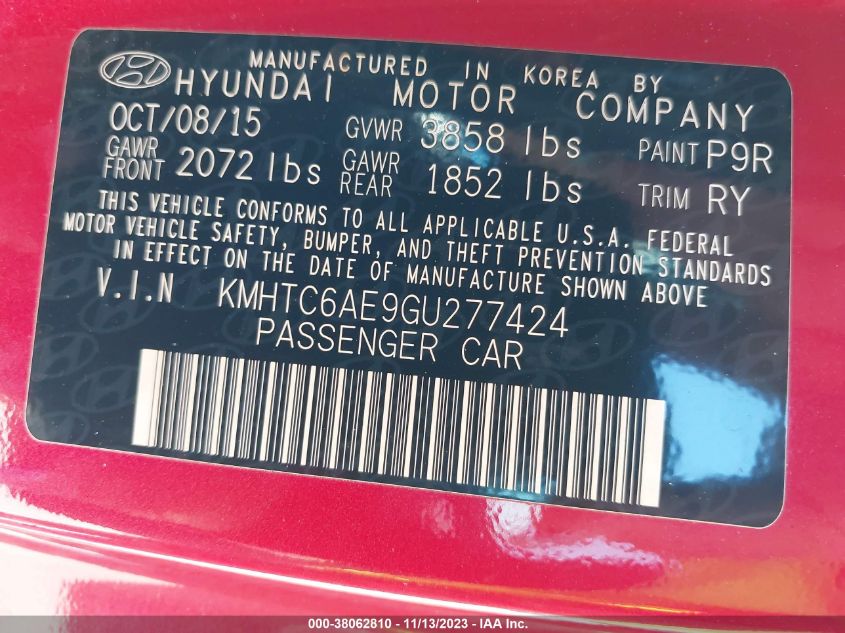 MANUFACTURED IN KOREA BY
HYUNDAI MOTOR COMPANY
OCT/08/15 GVWR 3858 lbs PAINT P9R
GAWR FRONT 2072 lbs GAWR REAR 1852 lbs TRIM RY
THIS VEHICLE CONFORMS TO ALL APPLICABLE U.S.A. FEDERAL
MOTOR VEHICLE SAFETY, BUMPER, AND THEFT PREVENTION STANDARDS
IN EFFECT ON THE DATE OF MANUFACTURE SHOWN ABOVE
V.I.N KMHTC6AE9GU277424
PASSENGER CAR
000-38062810 - 11/13/2023 - IAA Inc.